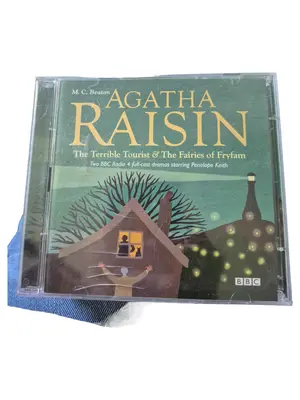 M. C. Beaton
AGATHA
RAISIN
The Terrible Tourist & The Fairies of Fryfam
Two BBC Radio 4 full-cast dramas starring Penelope Keith
BBC